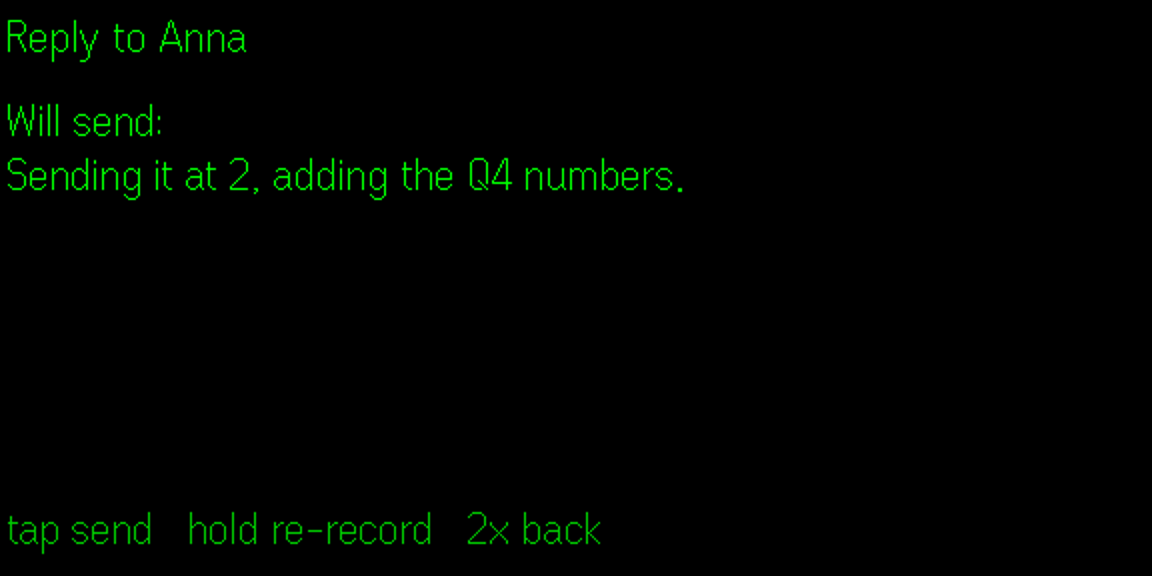 Reply to Anna
Will send:
Sending it at 2, adding the Q4 numbers.
tap send   hold re-record   2x back